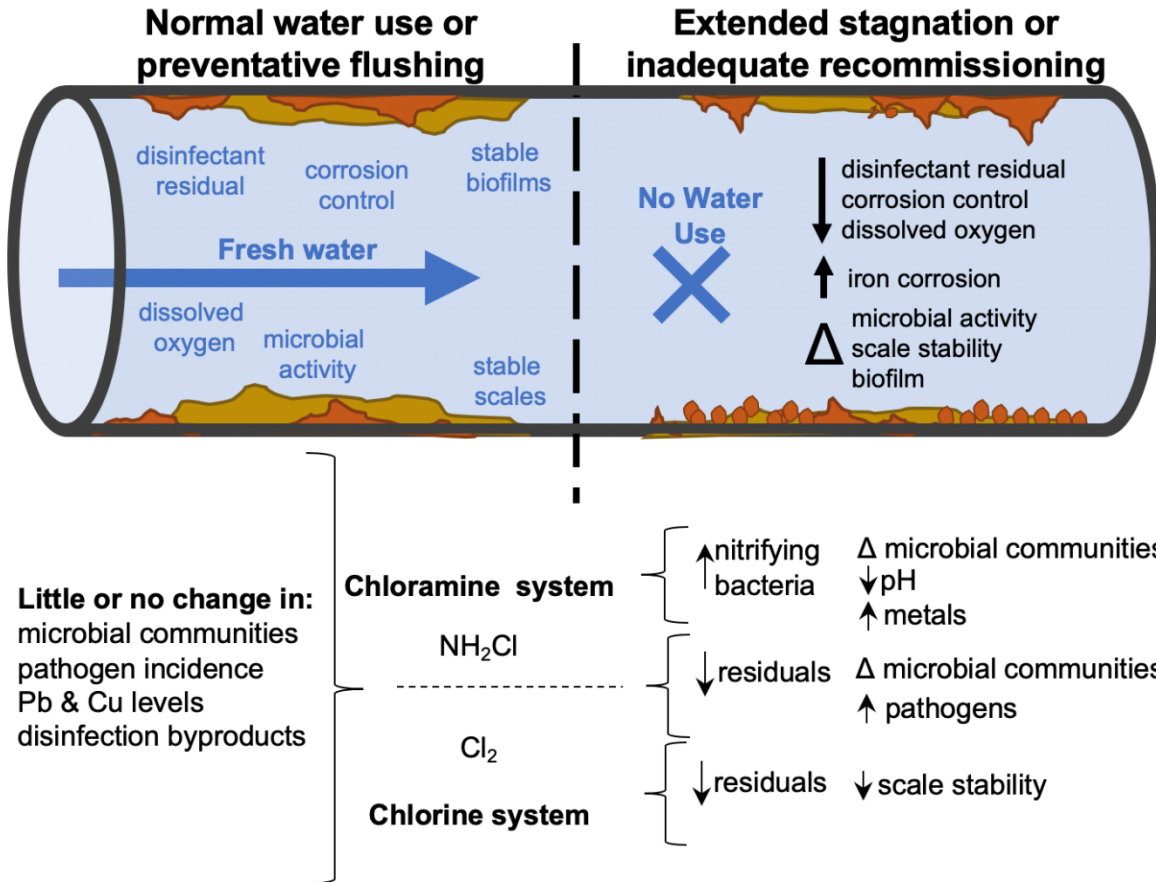 Normal water use or
preventative flushing
Extended stagnation or
inadequate recommissioning
disinfectant
residual
corrosion
control
stable
biofilms
Fresh water
dissolved
oxygen
microbial
activity
stable
scales
No Water
Use
disinfectant residual
corrosion control
dissolved oxygen
iron corrosion
Δ
microbial activity
scale stability
biofilm
Little or no change in:
microbial communities
pathogen incidence
Pb & Cu levels
disinfection byproducts
Chloramine system
NH₂Cl
Cl₂
Chlorine system
↑ nitrifying
bacteria
Δ microbial communities
↓ pH
↑ metals
↓ residuals
Δ microbial communities
↑ pathogens
↓ residuals
↓ scale stability